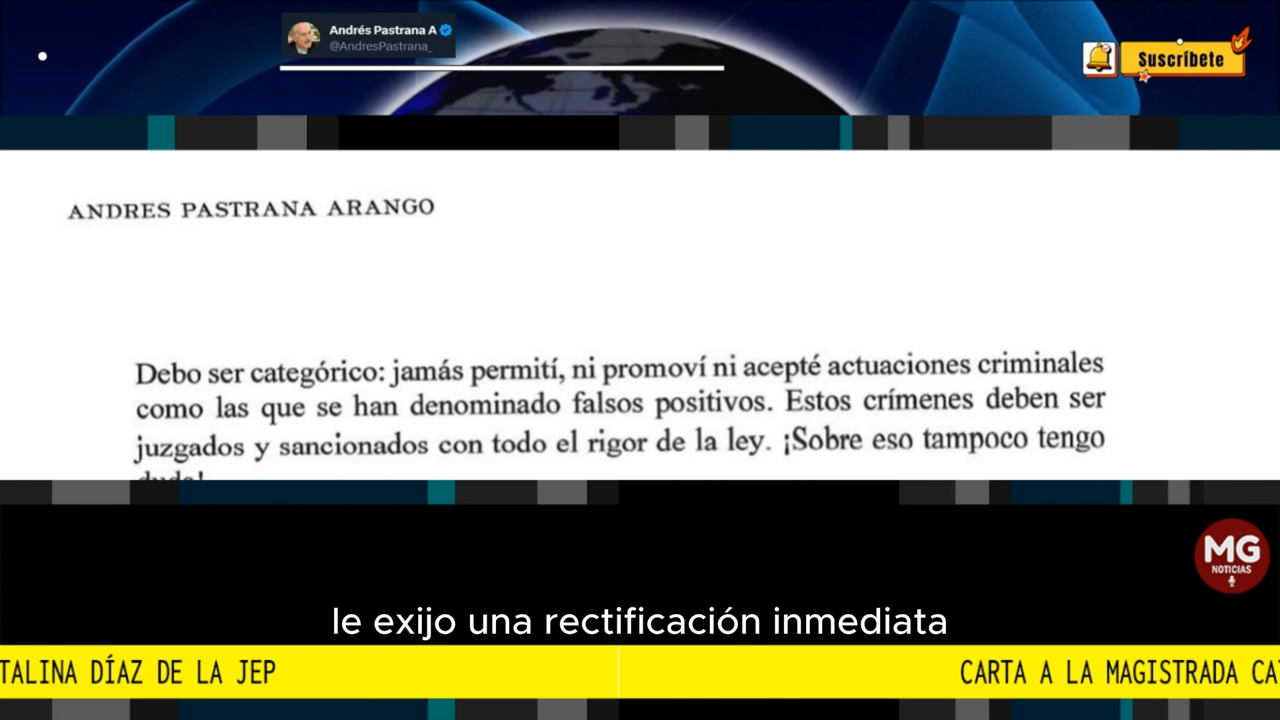 Andrés Pastrana A
@AndresPastrana_
Suscríbete
ANDRES PASTRANA ARANGO
Debo ser categórico: jamás permití, ni promoví ni acepté actuaciones criminales
como las que se han denominado falsos positivos. Estos crímenes deben ser
juzgados y sancionados con todo el rigor de la ley. ¡Sobre eso tampoco tengo
MG
NOTICIAS
le exijo una rectificación inmediata
TALINA DÍAZ DE LA JEP
CARTA A LA MAGISTRADA CA